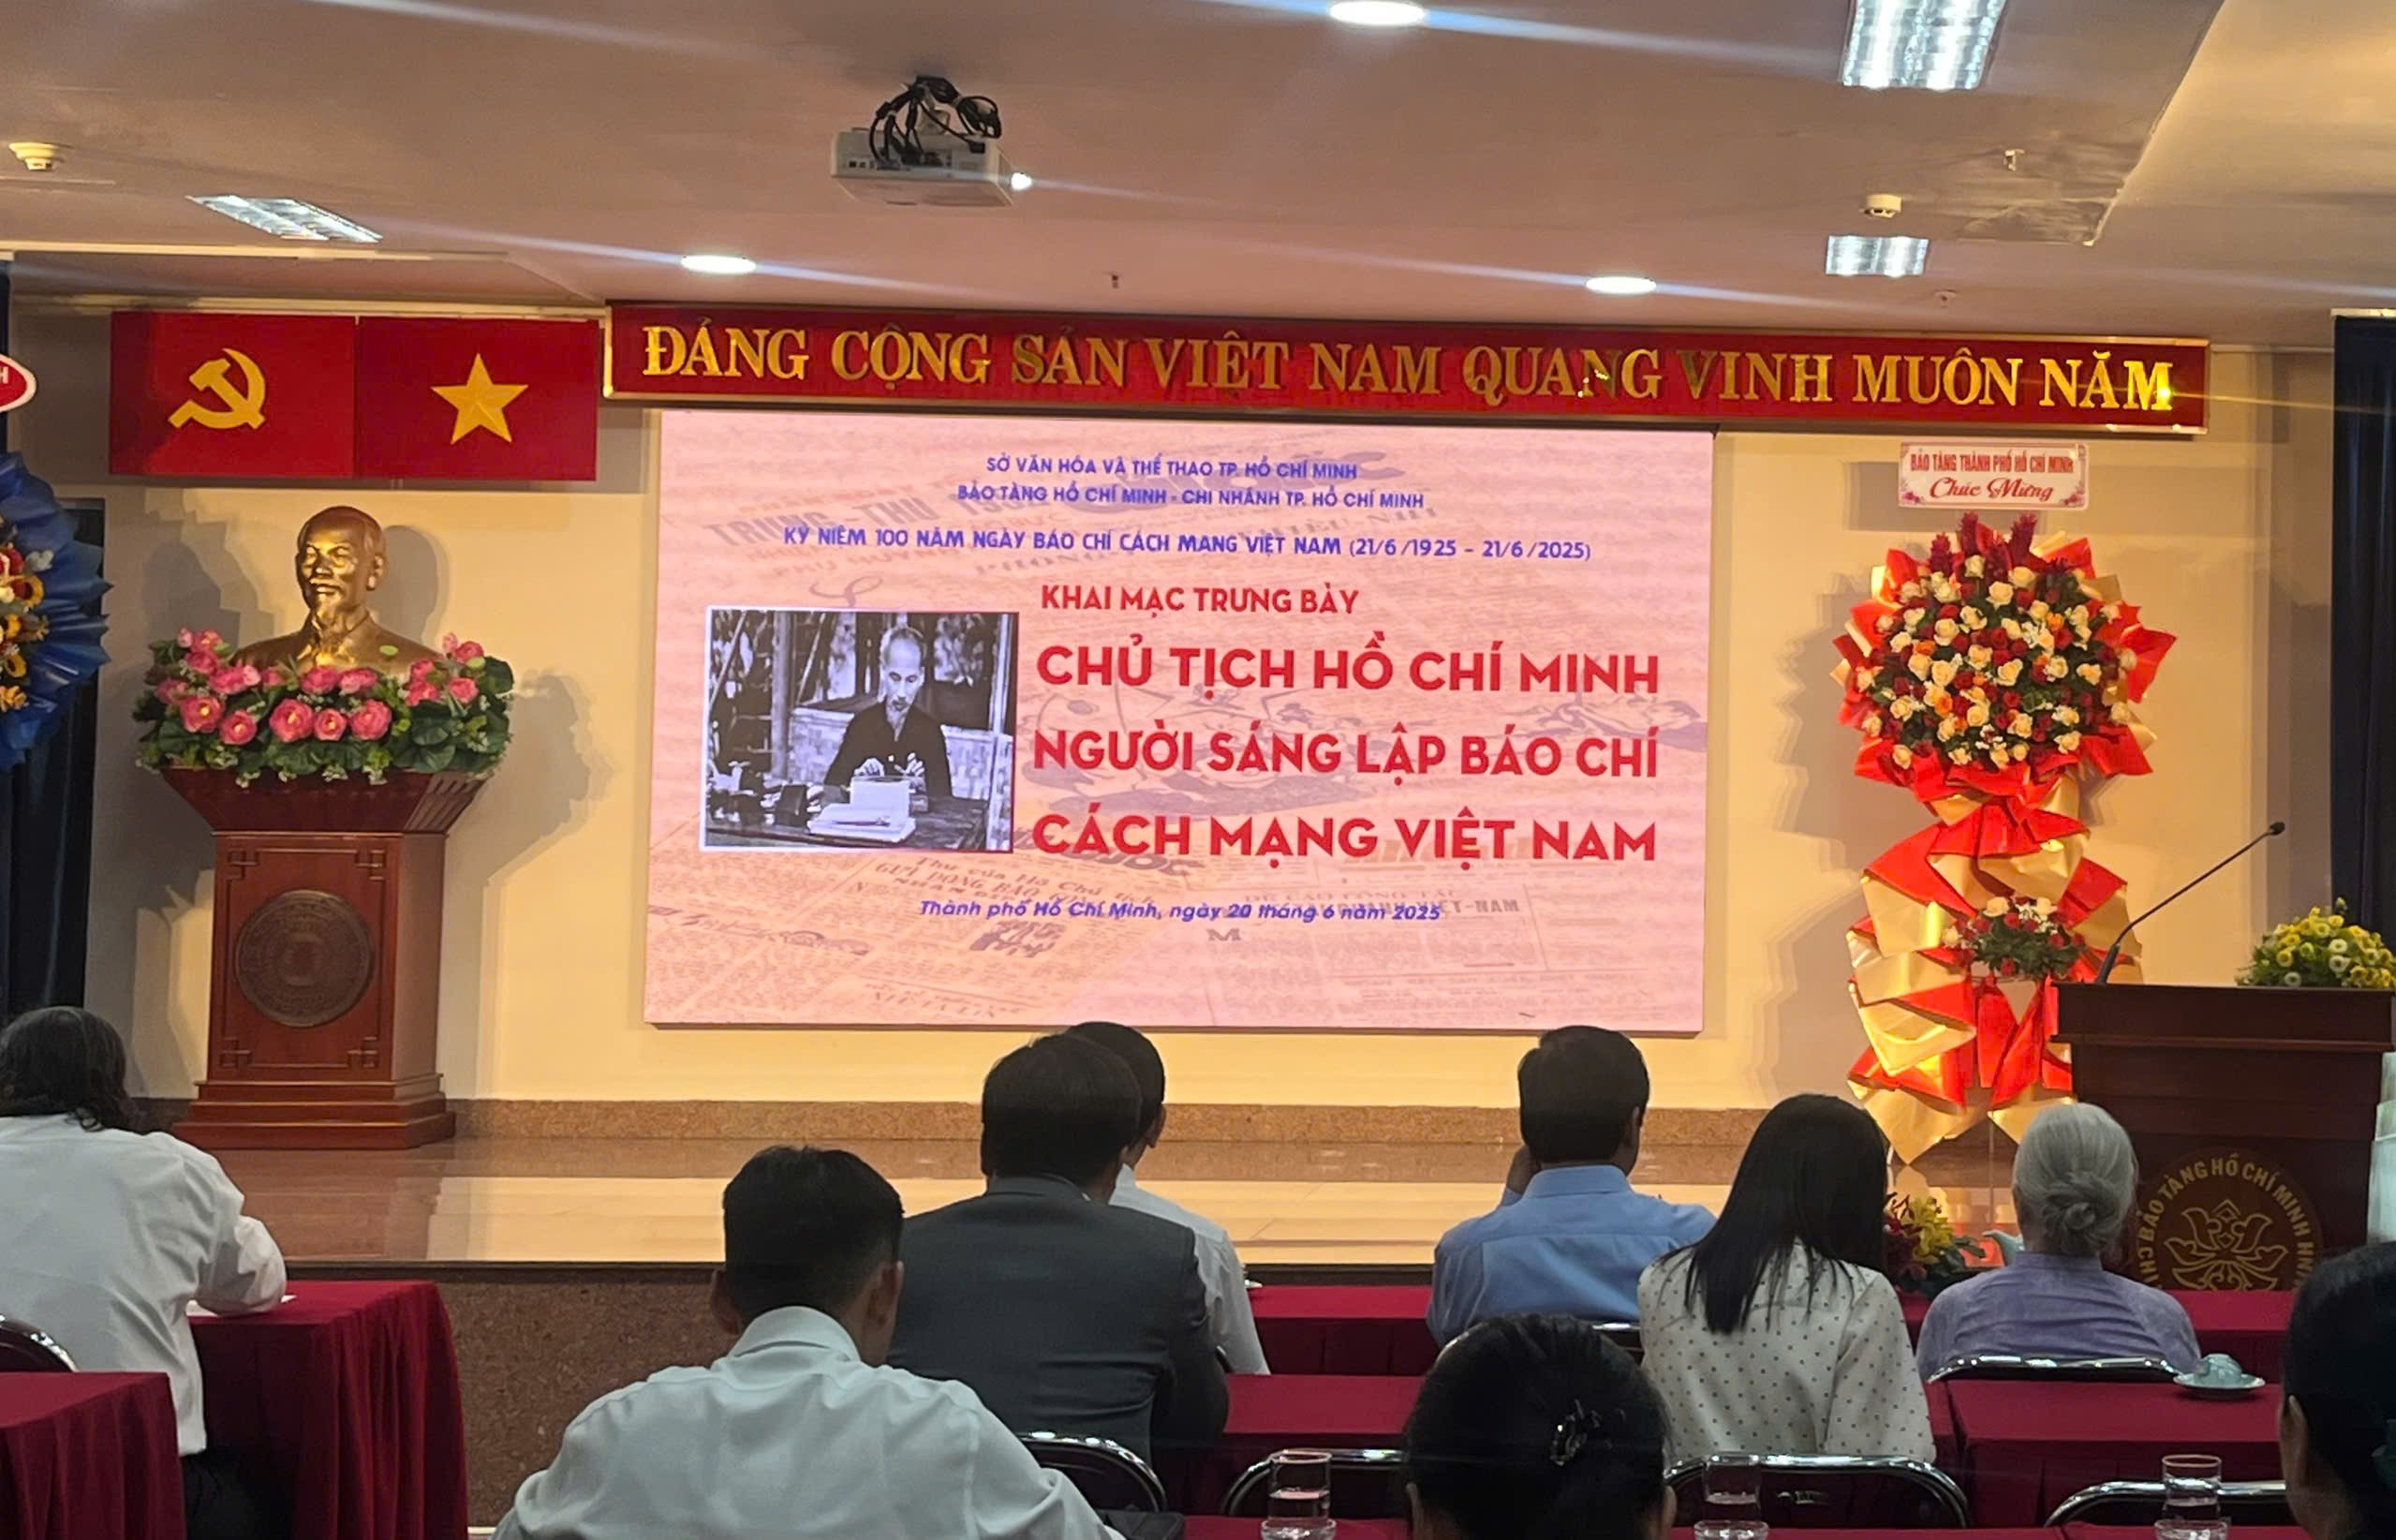 ĐẢNG CỘNG SẢN VIỆT NAM QUANG VINH MUÔN NĂM
SỞ VĂN HÓA VÀ THỂ THAO TP. HỒ CHÍ MINH
BẢO TÀNG HỒ CHÍ MINH - CHI NHÁNH TP. HỒ CHÍ MINH
KỶ NIỆM 100 NĂM NGÀY BÁO CHÍ CÁCH MẠNG VIỆT NAM (21/6/1925 - 21/6/2025)
KHAI MẠC TRƯNG BÀY
CHỦ TỊCH HỒ CHÍ MINH
NGƯỜI SÁNG LẬP BÁO CHÍ
CÁCH MẠNG VIỆT NAM
Thành phố Hồ Chí Minh, ngày 20 tháng 6 năm 2025
BẢO TÀNG THÀNH PHỐ HỒ CHÍ MINH
Chúc Mừng
BẢO TÀNG HỒ CHÍ MINH